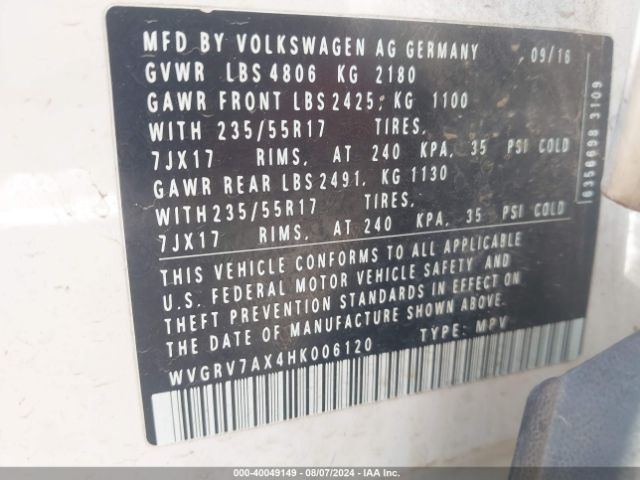 MFD BY VOLKSWAGEN AG GERMANY 09/16
GVWR LBS 4806 KG 2180
GAWR FRONT LBS 2425, KG 1100
WITH 235/55R17 TIRES,
7JX17 RIMS, AT 240 KPA, 35 PSI COLD
GAWR REAR LBS 2491, KG 1130
WITH 235/55R17 TIRES,
7JX17 RIMS, AT 240 KPA, 35 PSI COLD
THIS VEHICLE CONFORMS TO ALL APPLICABLE
U.S. FEDERAL MOTOR VEHICLE SAFETY AND
THEFT PREVENTION STANDARDS IN EFFECT ON
THE DATE OF MANUFACTURE SHOWN ABOVE.
WVGRV7AX4HK006120 TYPE: MPV
8356698 3109
000-40049149 - 08/07/2024 - IAA Inc.